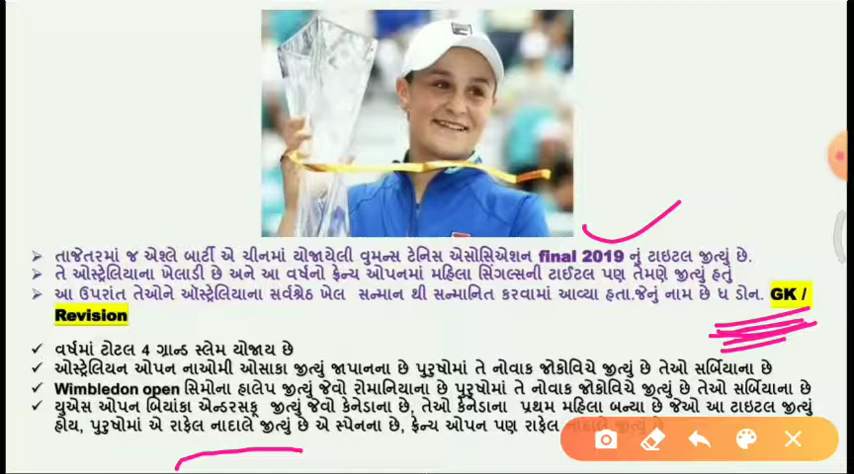 ➢ તાજેતરમાં જ એશ્લે બાર્ટી એ ચીનમાં યોજાયેલી વુમન્સ ટેનિસ એસોસિએશન final 2019 નું ટાઇટલ જીત્યું છે.
➢ તે ઓસ્ટ્રેલિયાના ખેલાડી છે અને આ વર્ષનો ફ્રેન્ચ ઓપનમાં મહિલા સિંગલ્સની ટાઈટલ પણ તેમણે જીત્યું હતું
➢ આ ઉપરાંત તેઓને ઑસ્ટ્રેલિયાના સર્વશ્રેષ્ઠ ખેલ સન્માન થી સન્માનિત કરવામાં આવ્યા હતા.જેનું નામ છે ધ ડોન. GK /
Revision
✓ વર્ષમાં ટોટલ 4 ગ્રાન્ડ સ્લેમ યોજાય છે
✓ ઓસ્ટ્રેલિયન ઓપન નાઓમી ઓસાકા જીત્યું જાપાનના છે પુરુષોમાં તે નોવાક જોકોવિચે જીત્યું છે તેઓ સર્બિયાના છે
✓ Wimbledon open સિમોના હાલેપ જીત્યું જેવો રોમાનિયાના છે પુરુષોમાં તે નોવાક જોકોવિચે જીત્યું છે તેઓ સર્બિયાના છે
✓ યુએસ ઓપન બિયાંકા એન્ડરસક્રૂ જીત્યું જેવો કેનેડાના છે, તેઓ કેનેડાના પ્રથમ મહિલા બન્યા છે જેઓ આ ટાઇટલ જીત્યું
હોય, પુરુષોમાં એ રાફેલ નાદાલે જીત્યું છે એ સ્પેનના છે, ફ્રેન્ચ ઓપન પણ રાફેલ